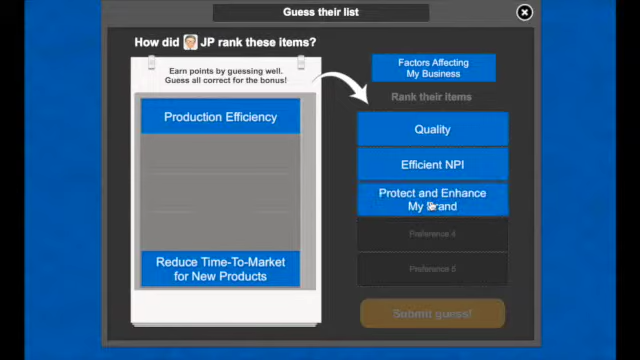 Guess their list
How did JP rank these items?
Earn points by guessing well.
Guess all correct for the bonus!
Production Efficiency
Reduce Time-To-Market
for New Products
Factors Affecting
My Business
Rank their items
Quality
Efficient NPI
Protect and Enhance
My Brand
Preference 4
Preference 5
Submit guess!